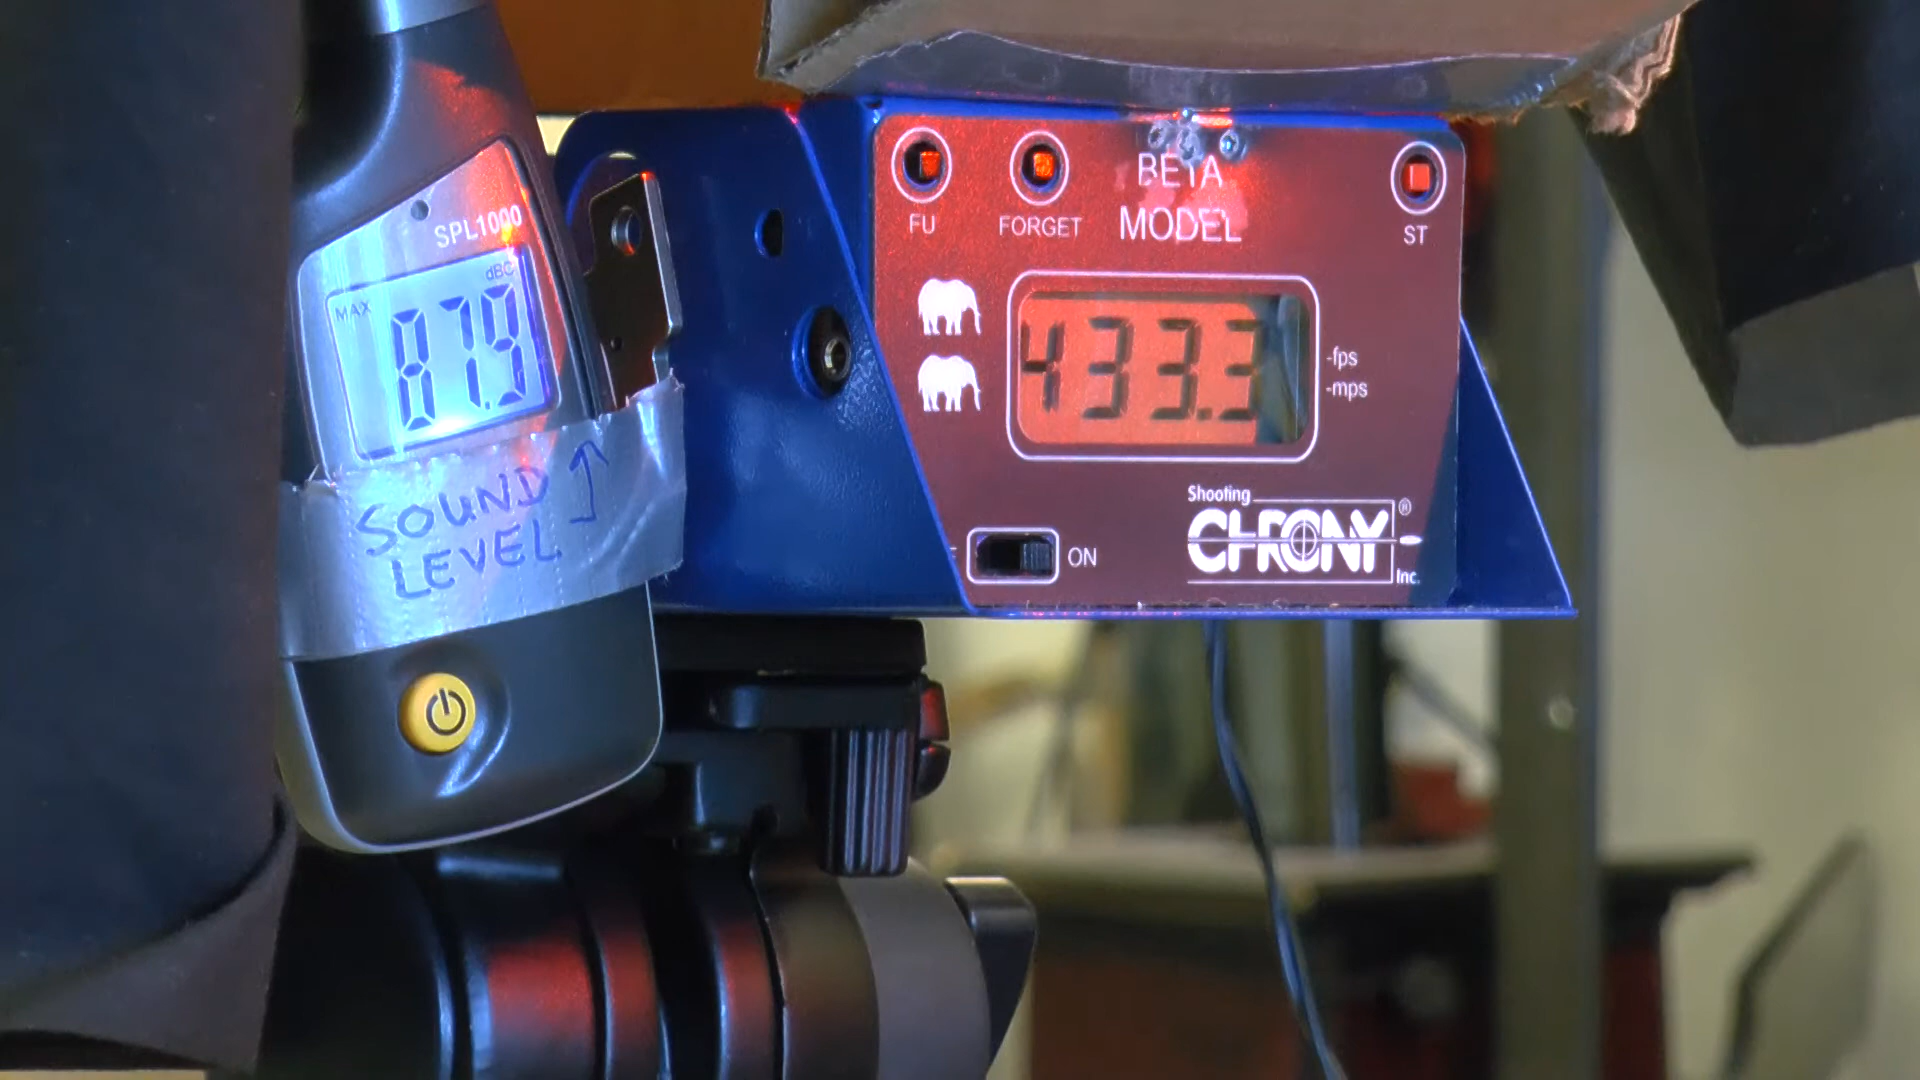 SPL1000
dBC
MAX
87.9
SOUND
LEVEL
BETA
MODEL
FU
FORGET
ST
433.3
-fps
-mps
ON
Shooting
CHRONY
®
Inc.